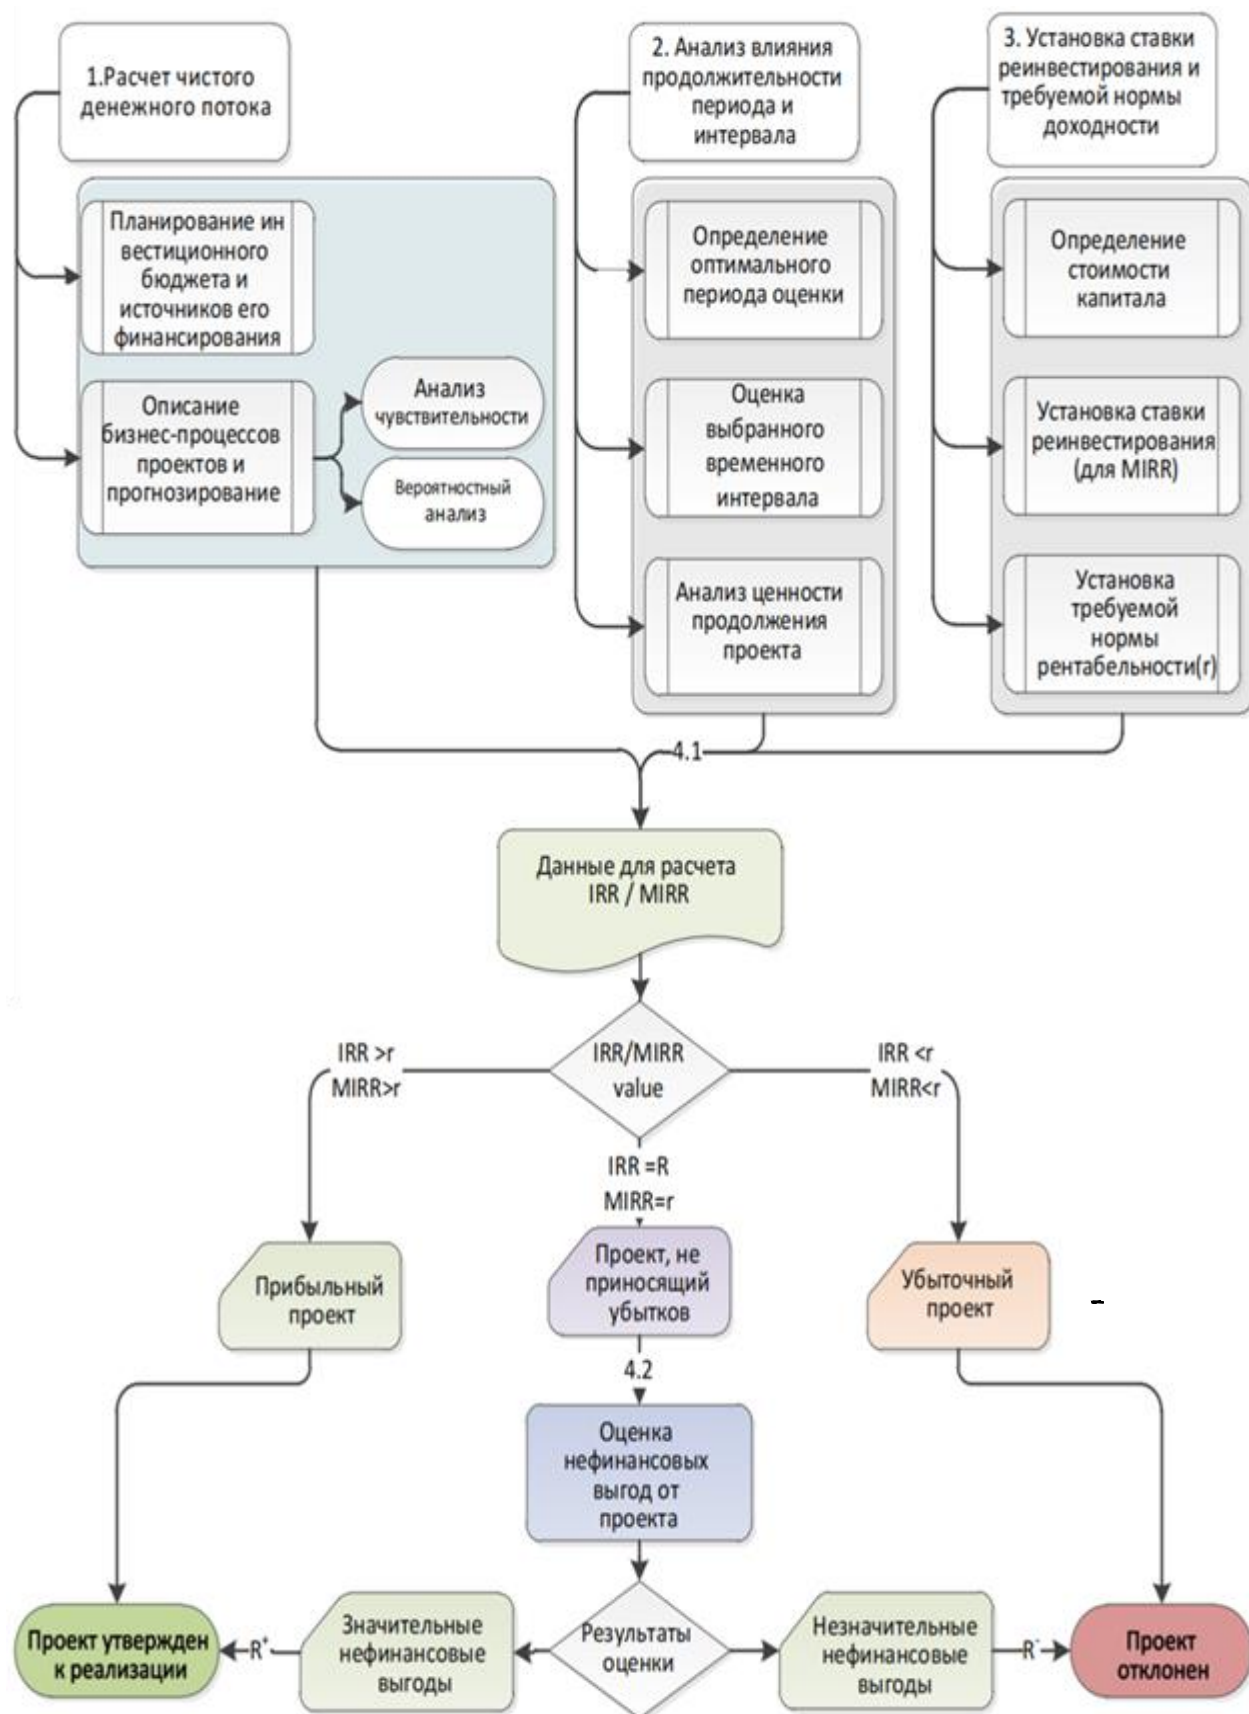 1.Расчет чистого
денежного потока
2. Анализ влияния
продолжительности
периода и
интервала
3. Установка ставки
реинвестирования и
требуемой нормы
доходности
Планирование ин
вестиционного
бюджета и
источников его
финансирования
Описание
бизнес-процессов
проектов и
прогнозирование
Анализ
чувствительности
Вероятностный
анализ
Определение
оптимального
периода оценки
Оценка
выбранного
временного
интервала
Анализ ценности
продолжения
проекта
Определение
стоимости
капитала
Установка ставки
реинвестирования
(для MIRR)
Установка
требуемой
нормы
рентабельности(r)
4.1
Данные для расчета
IRR / MIRR
IRR/MIRR
value
IRR >r
MIRR>r
IRR =R
MIRR=r
IRR <r
MIRR<r
Прибыльный
проект
Проект, не
приносящий
убытков
Убыточный
проект
4.2
Оценка
нефинансовых
выгод от
проекта
Результаты
оценки
Значительные
нефинансовые
выгоды
R⁺
Проект утвержден
к реализации
Незначительные
нефинансовые
выгоды
R⁻
Проект
отклонен